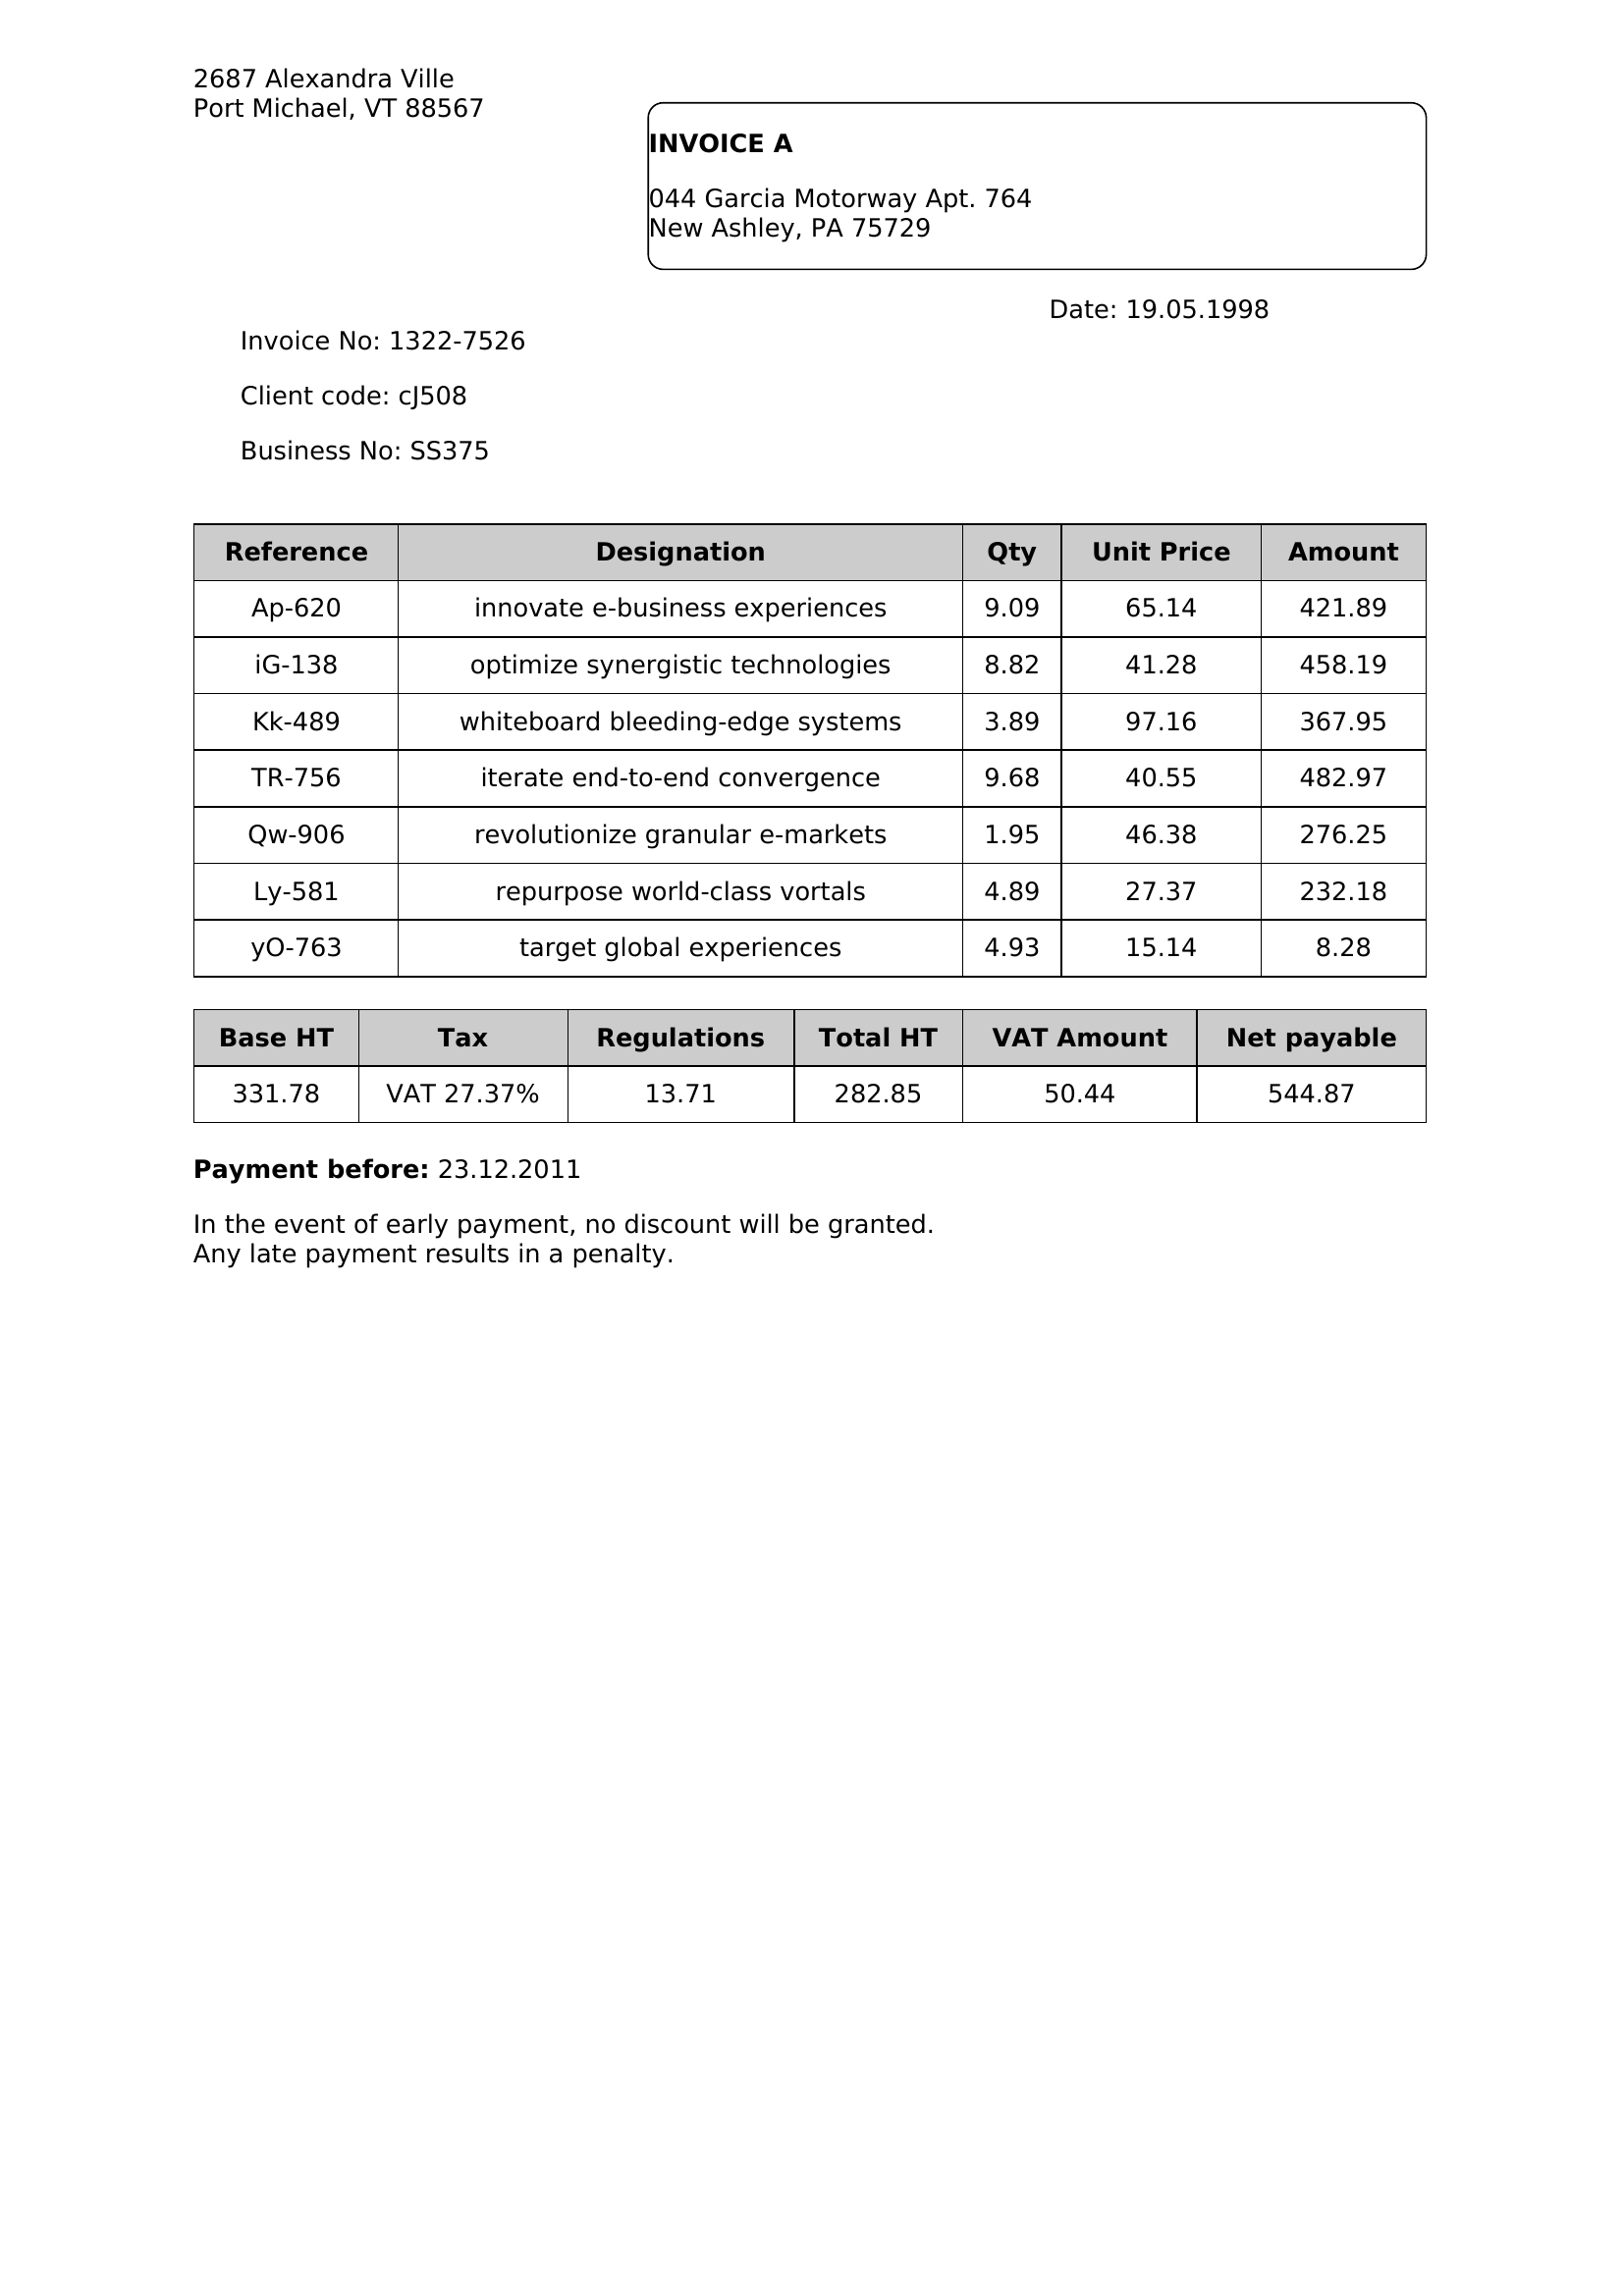 2687 Alexandra Ville
Port Michael, VT 88567
INVOICE A
044 Garcia Motorway Apt. 764
New Ashley, PA 75729
Date: 19.05.1998
Invoice No: 1322-7526
Client code: cJ508
Business No: SS375
Reference Designation Qty Unit Price Amount
Ap-620 innovate e-business experiences 9.09 65.14 421.89
iG-138 optimize synergistic technologies 8.82 41.28 458.19
Kk-489 whiteboard bleeding-edge systems 3.89 97.16 367.95
TR-756 iterate end-to-end convergence 9.68 40.55 482.97
Qw-906 revolutionize granular e-markets 1.95 46.38 276.25
Ly-581 repurpose world-class vortals 4.89 27.37 232.18
yO-763 target global experiences 4.93 15.14 8.28
Base HT Tax Regulations Total HT VAT Amount Net payable
331.78 VAT 27.37% 13.71 282.85 50.44 544.87
Payment before: 23.12.2011
In the event of early payment, no discount will be granted.
Any late payment results in a penalty.